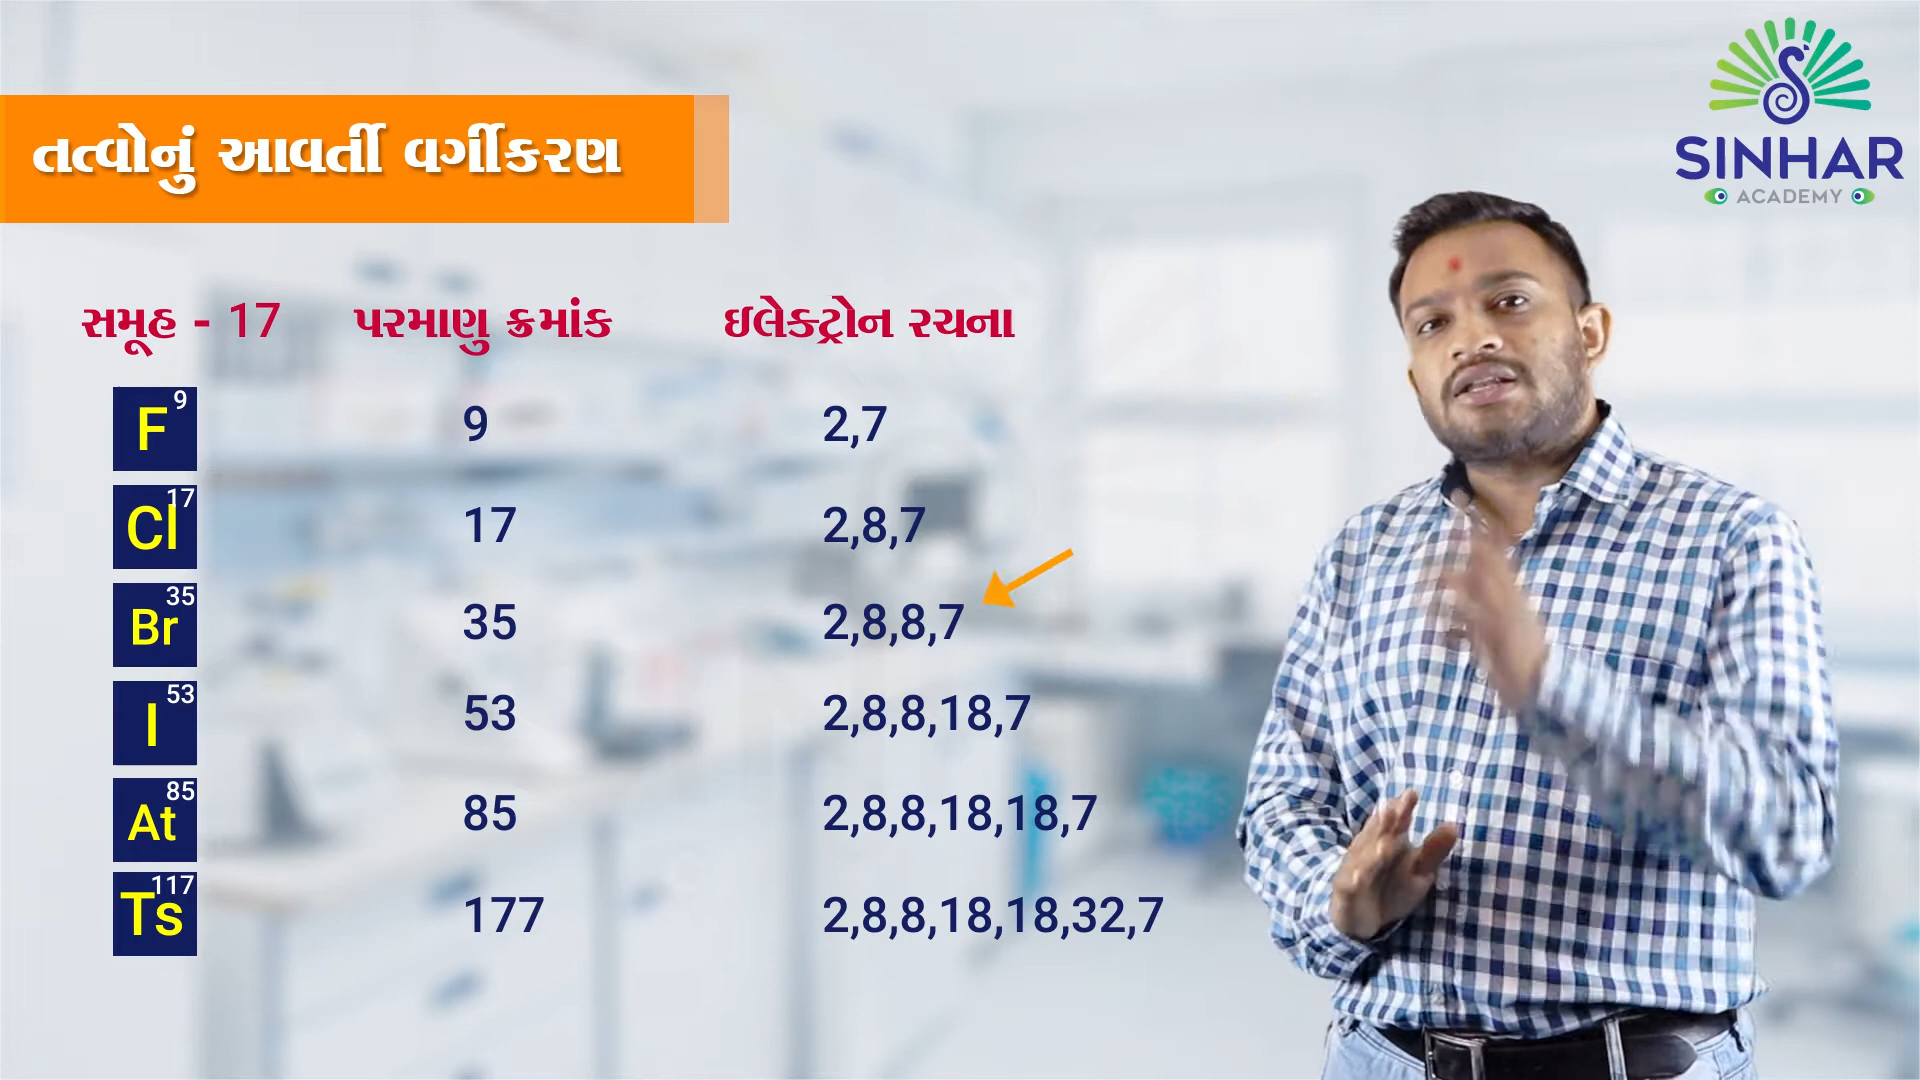 SINHAR
ACADEMY
તત્વોનું આવર્તી વર્ગીકરણ
સમૂહ - 17 પરમાણુ ક્રમાંક ઇલેક્ટ્રોન રચના
F 9 9 2,7
Cl 17 17 2,8,7
Br 35 35 2,8,8,7
I 53 53 2,8,8,18,7
At 85 85 2,8,8,18,18,7
Ts 117 177 2,8,8,18,18,32,7